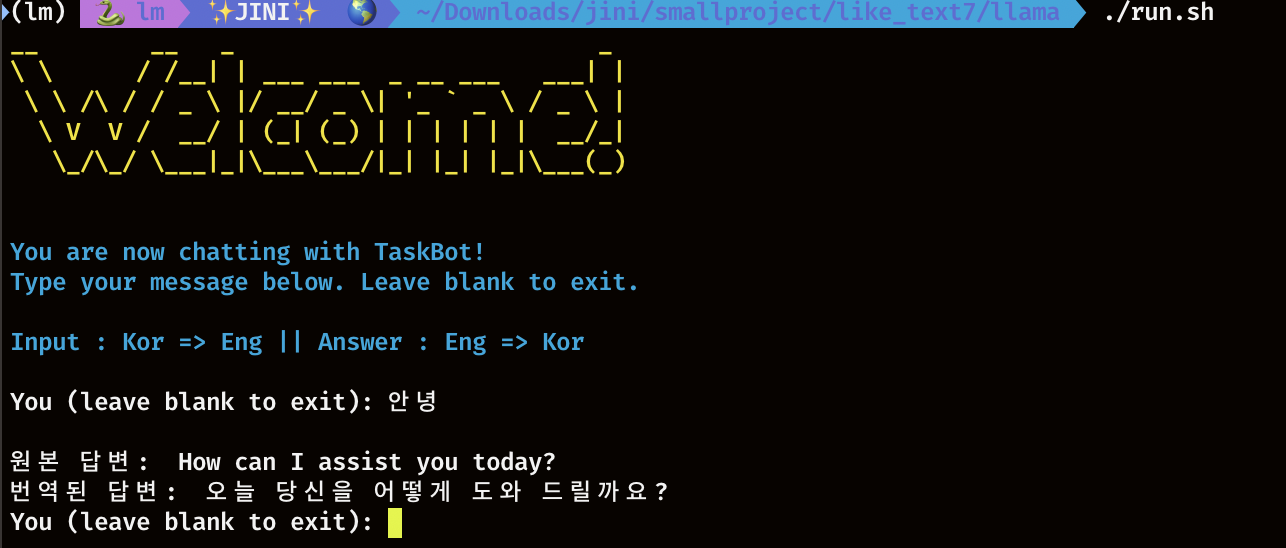 (lm) 🐍 lm ✨JINI✨ 🌎 ~/Downloads/jini/smallproject/like_text7/llama ./run.sh
Welcome!
You are now chatting with TaskBot!
Type your message below. Leave blank to exit.
Input : Kor => Eng || Answer : Eng => Kor
You (leave blank to exit): 안녕
원본 답변: How can I assist you today?
번역된 답변: 오늘 당신을 어떻게 도와 드릴까요?
You (leave blank to exit):